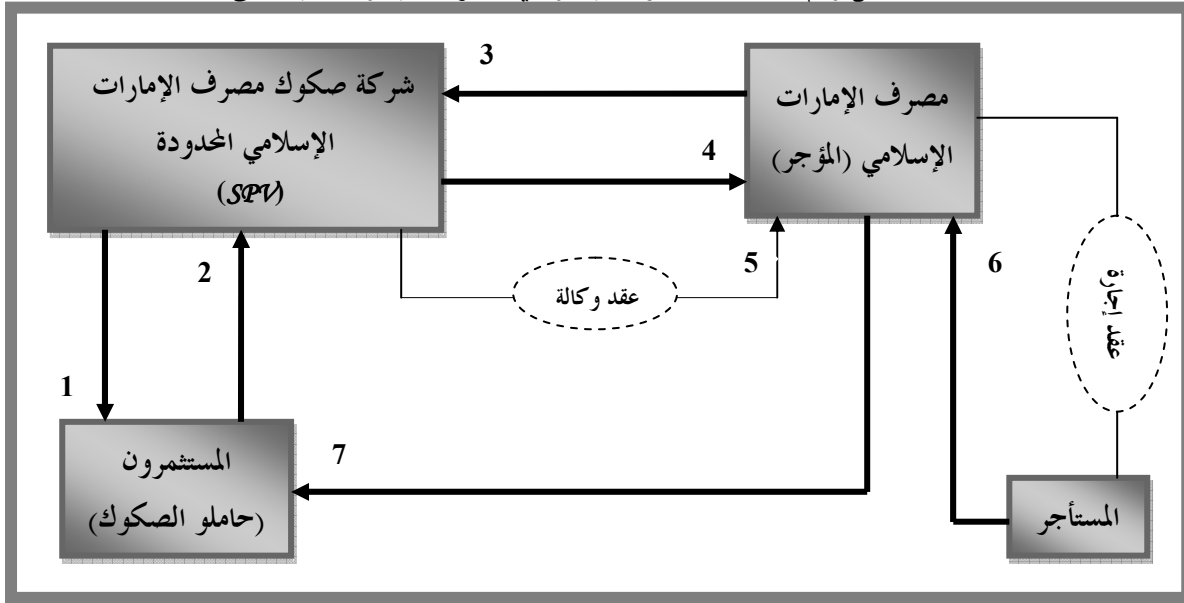 3
شركة صكوك مصرف الإمارات
الإسلامي المحدودة
(SPV)
مصرف الإمارات
الإسلامي (المؤجر)
4
2
5
6
عقد وكالة
عقد إجارة
1
المستثمرون
(حاملو الصكوك)
7
المستأجر